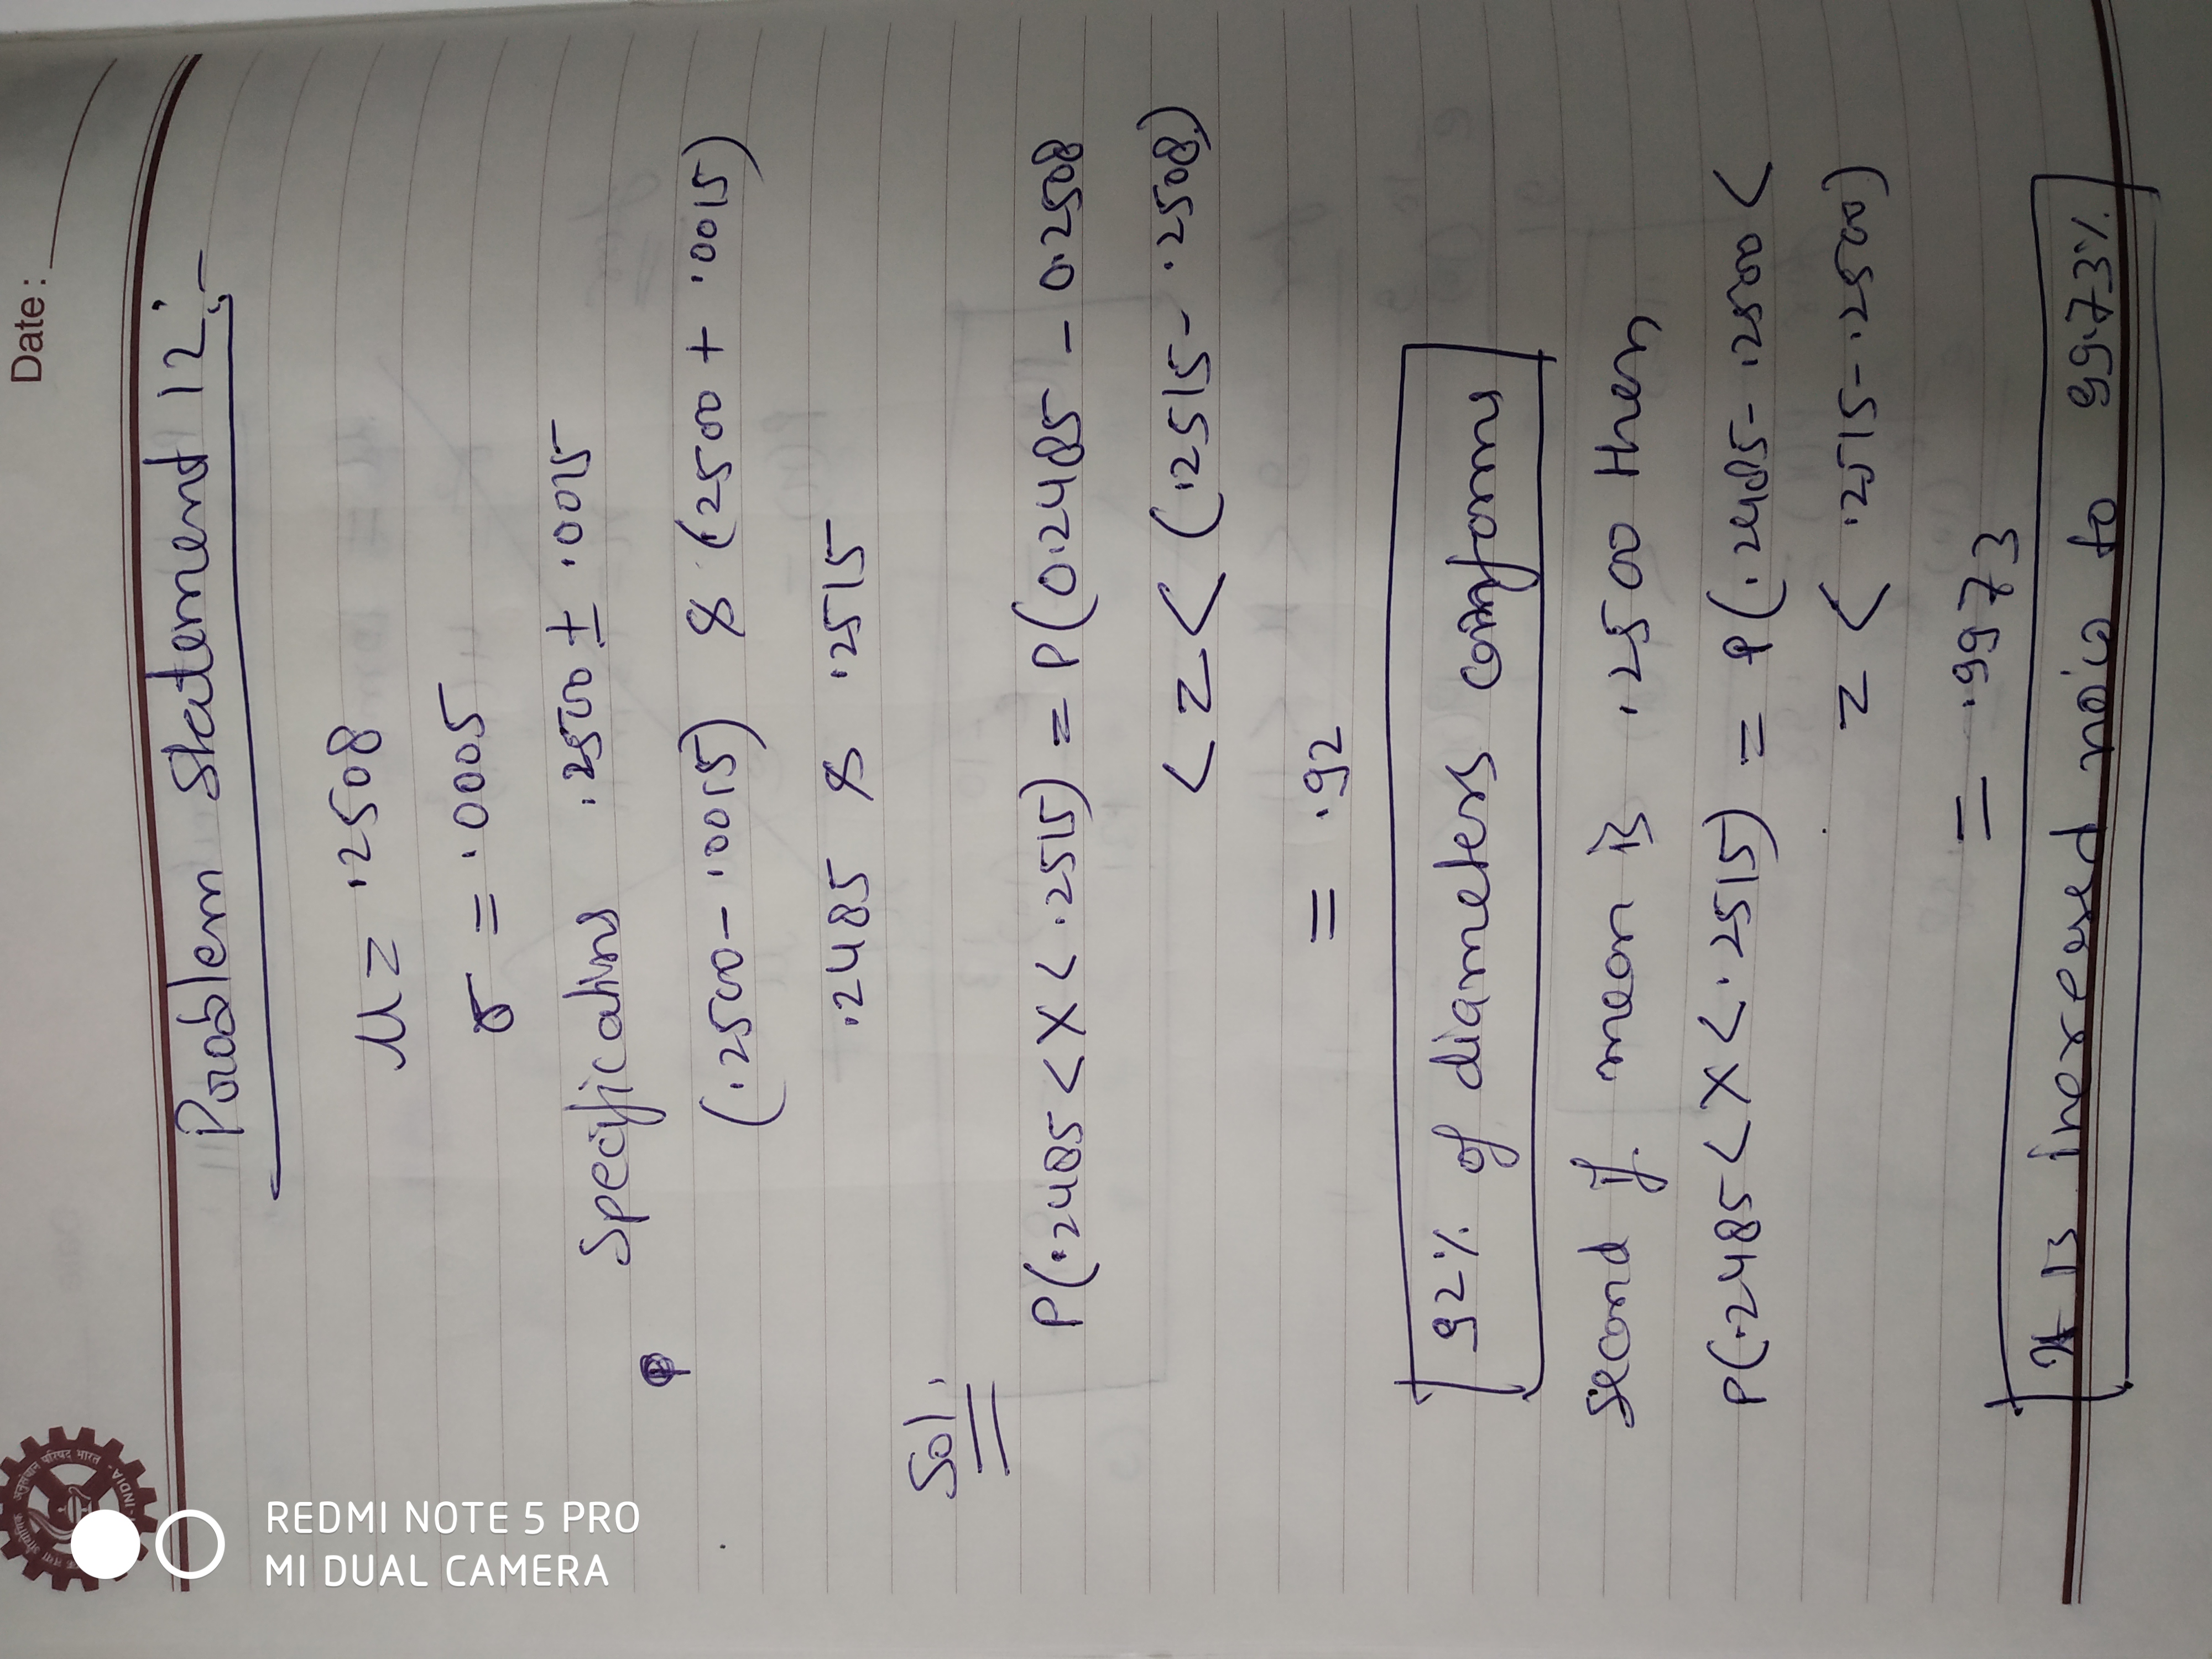 Date:
Problem Statement 12:-
μ = .2508
σ = .0005
Specifications .2500 ± .0015
(.2500 - .0015) & (2500 + .0015)
.2485 & .2515
Sol.
P(.2485 < X < .2515) = P(0.2485 - 0.2508
< Z < (.2515 - .2508)
= .92
92% of diameters conforms
Second if mean is .2500 then
P(.2485 < X < .2515) = P(.2485 - .2500 <
Z < .2515 - .2500)
= .9973
It is increased now to 99.73%
REDMI NOTE 5 PRO
MI DUAL CAMERA